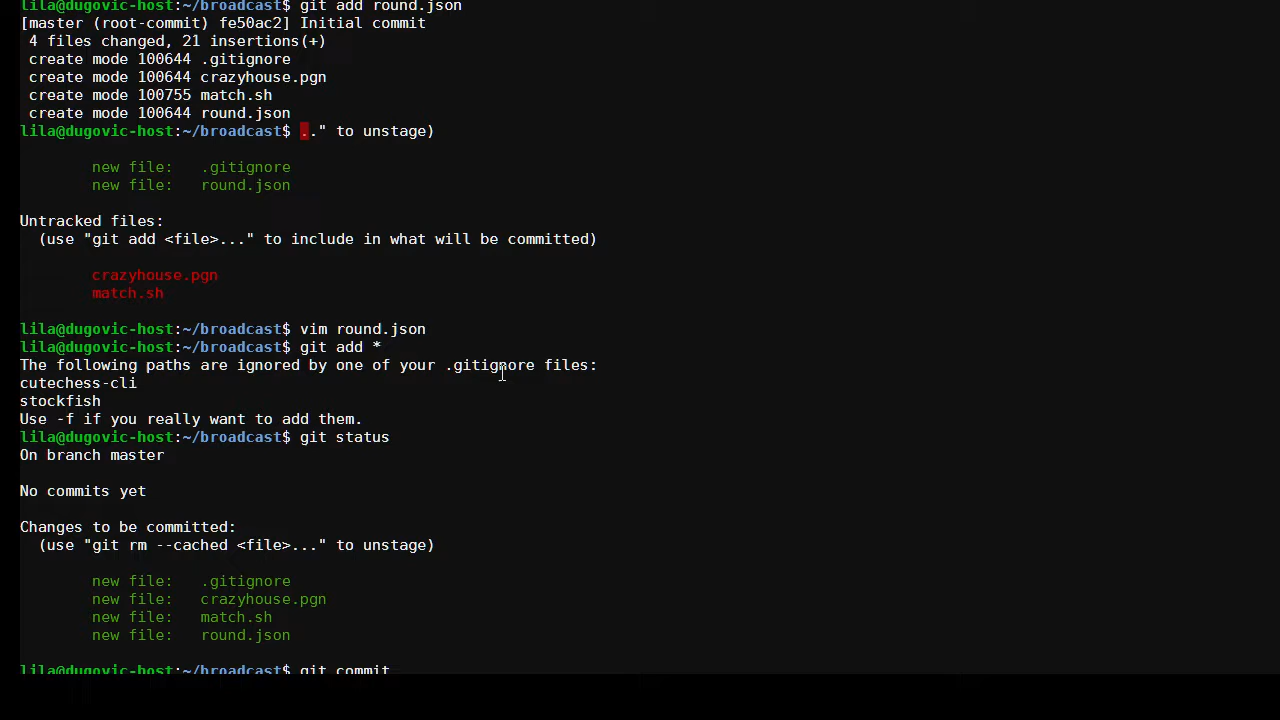 lila@dugovic-host:~/broadcast$ git add round.json
[master (root-commit) fe50ac2] Initial commit
 4 files changed, 21 insertions(+)
 create mode 100644 .gitignore
 create mode 100644 crazyhouse.pgn
 create mode 100755 match.sh
 create mode 100644 round.json
lila@dugovic-host:~/broadcast$ .." to unstage)
        new file:   .gitignore
        new file:   round.json
Untracked files:
  (use "git add <file>..." to include in what will be committed)
        crazyhouse.pgn
        match.sh
lila@dugovic-host:~/broadcast$ vim round.json
lila@dugovic-host:~/broadcast$ git add *
The following paths are ignored by one of your .gitignore files:
cutechess-cli
stockfish
Use -f if you really want to add them.
lila@dugovic-host:~/broadcast$ git status
On branch master
No commits yet
Changes to be committed:
  (use "git rm --cached <file>..." to unstage)
        new file:   .gitignore
        new file:   crazyhouse.pgn
        new file:   match.sh
        new file:   round.json
lila@dugovic-host:~/broadcast$ git commit